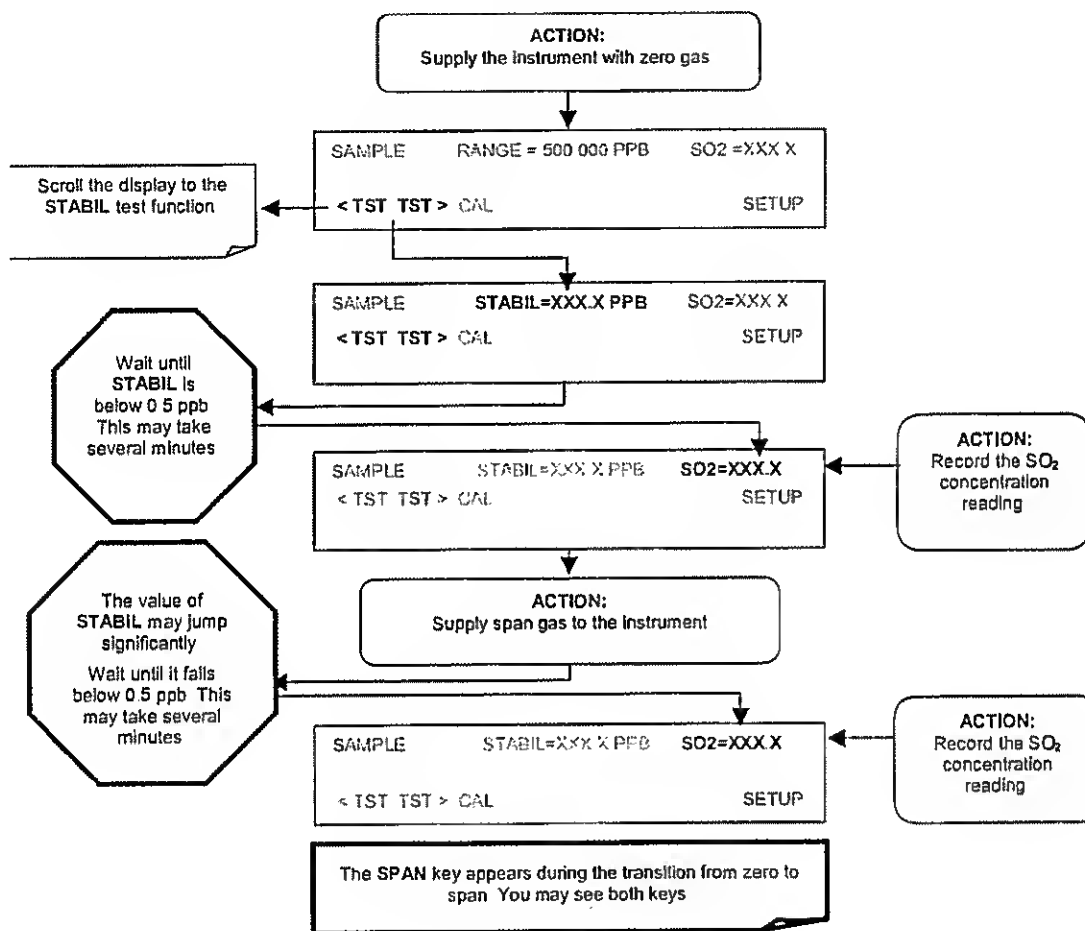 ACTION:
Supply the instrument with zero gas
SAMPLE RANGE = 500 000 PPB SO2 =XXX X
< TST TST > CAL SETUP
Scroll the display to the
STABIL test function
SAMPLE STABIL=XXX.X PPB SO2=XXX X
< TST TST > CAL SETUP
Wait until
STABIL is
below 0 5 ppb
This may take
several minutes
SAMPLE STABIL=XXX X PPB SO2=XXX.X
< TST TST > CAL SETUP
ACTION:
Record the SO₂
concentration
reading
ACTION:
Supply span gas to the instrument
The value of
STABIL may jump
significantly
Wait until it falls
below 0.5 ppb This
may take several
minutes
SAMPLE STABIL=XXX X PPB SO2=XXX.X
< TST TST > CAL SETUP
ACTION:
Record the SO₂
concentration
reading
The SPAN key appears during the transition from zero to
span You may see both keys